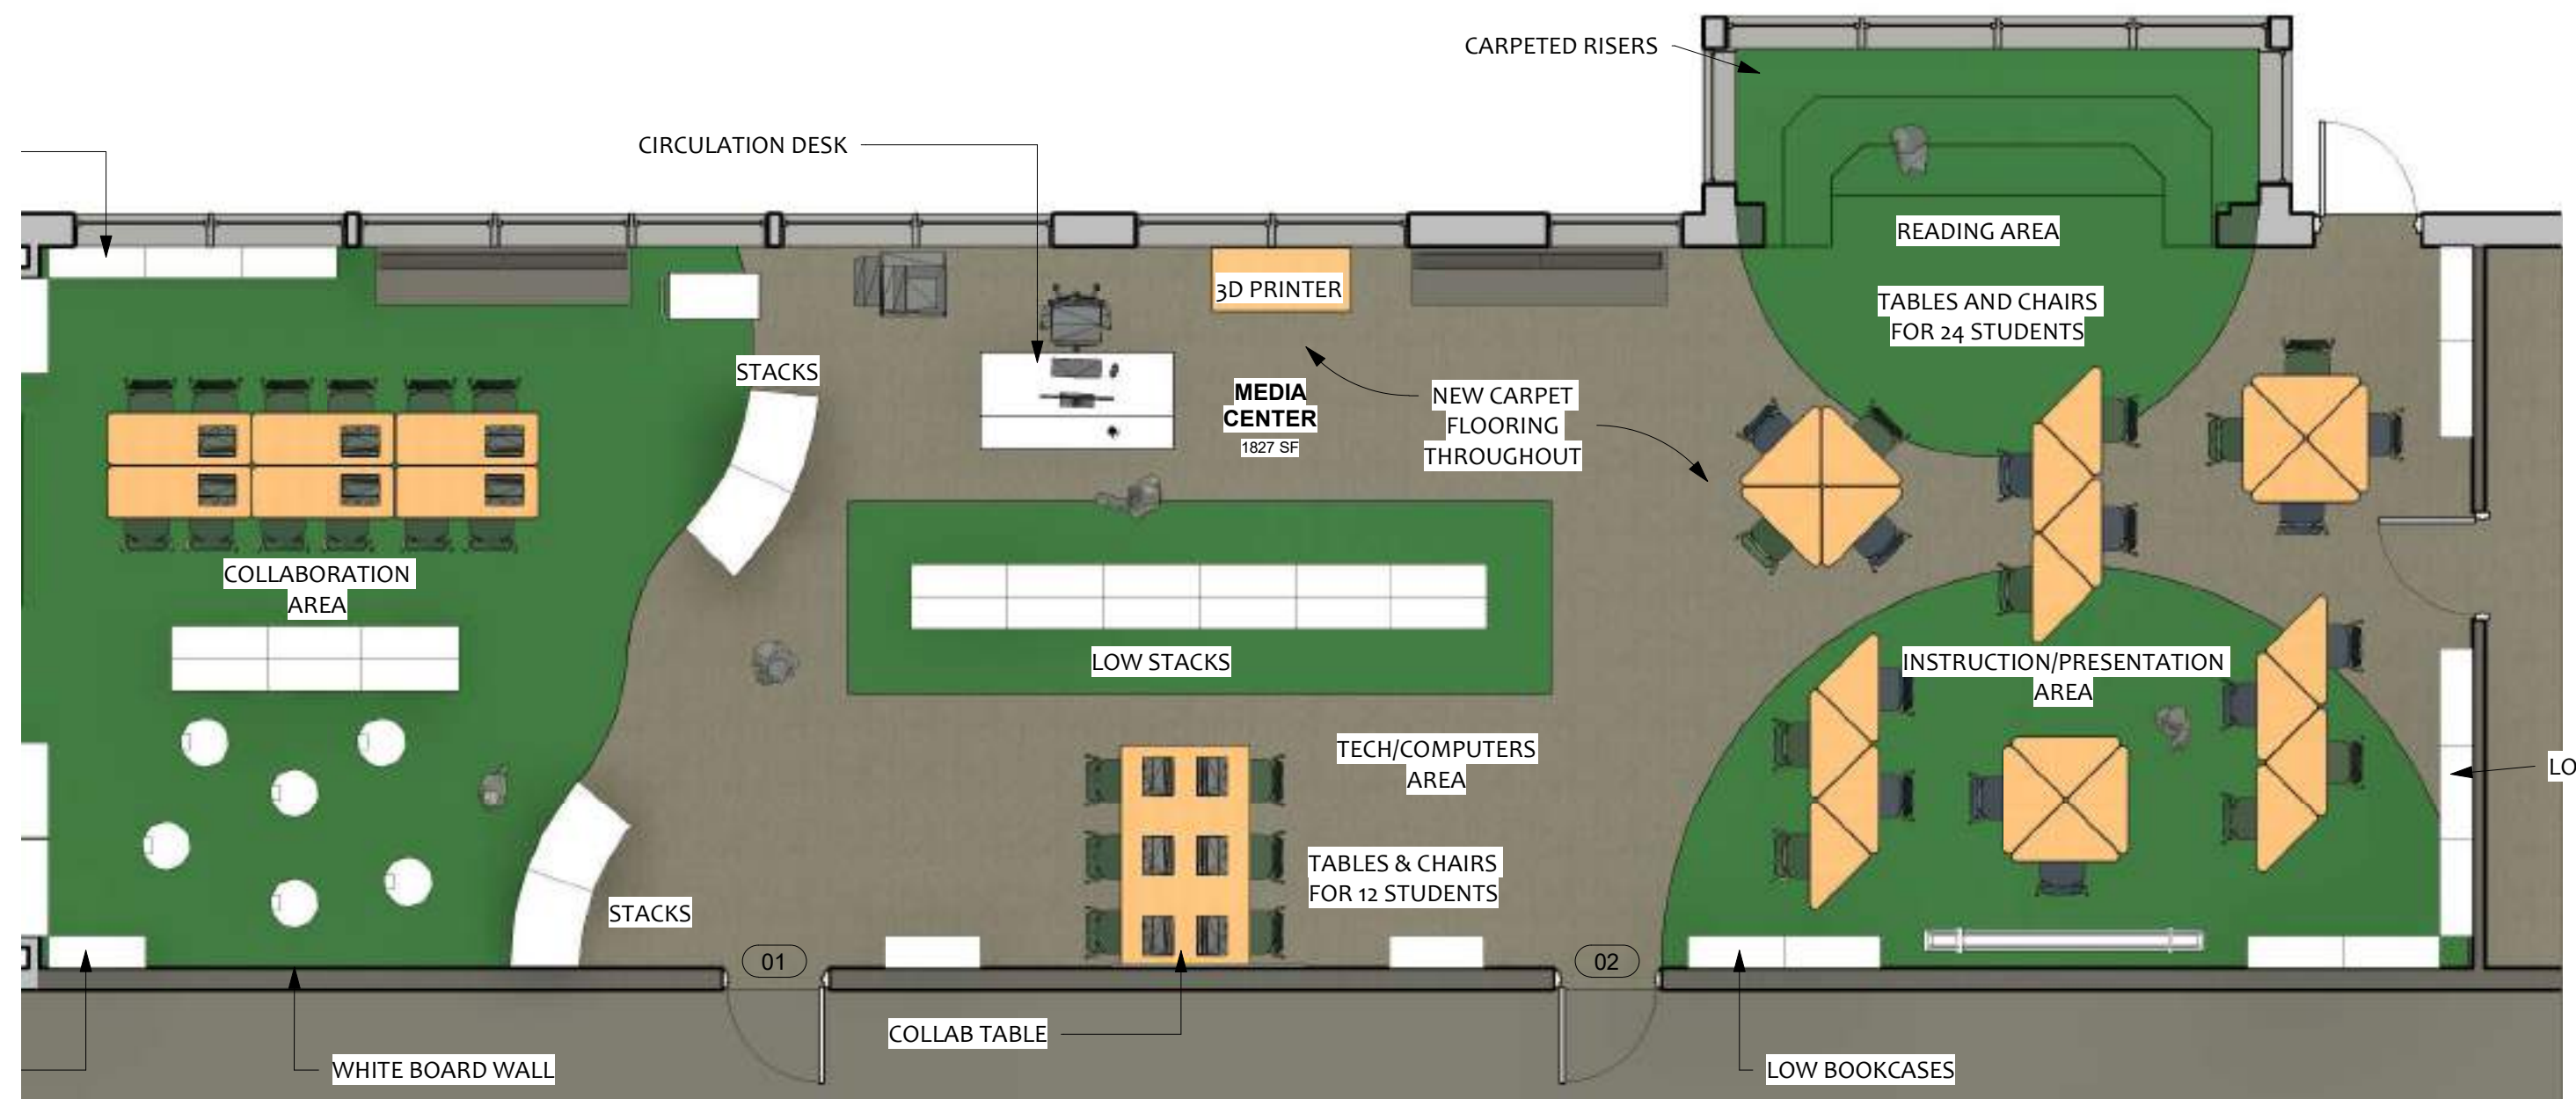 CARPETED RISERS
CIRCULATION DESK
READING AREA
3D PRINTER
TABLES AND CHAIRS
FOR 24 STUDENTS
STACKS
MEDIA
CENTER
1827 SF
NEW CARPET
FLOORING
THROUGHOUT
COLLABORATION
AREA
LOW STACKS
INSTRUCTION/PRESENTATION
AREA
TECH/COMPUTERS
AREA
LO
TABLES & CHAIRS
FOR 12 STUDENTS
STACKS
01
02
COLLAB TABLE
WHITE BOARD WALL
LOW BOOKCASES